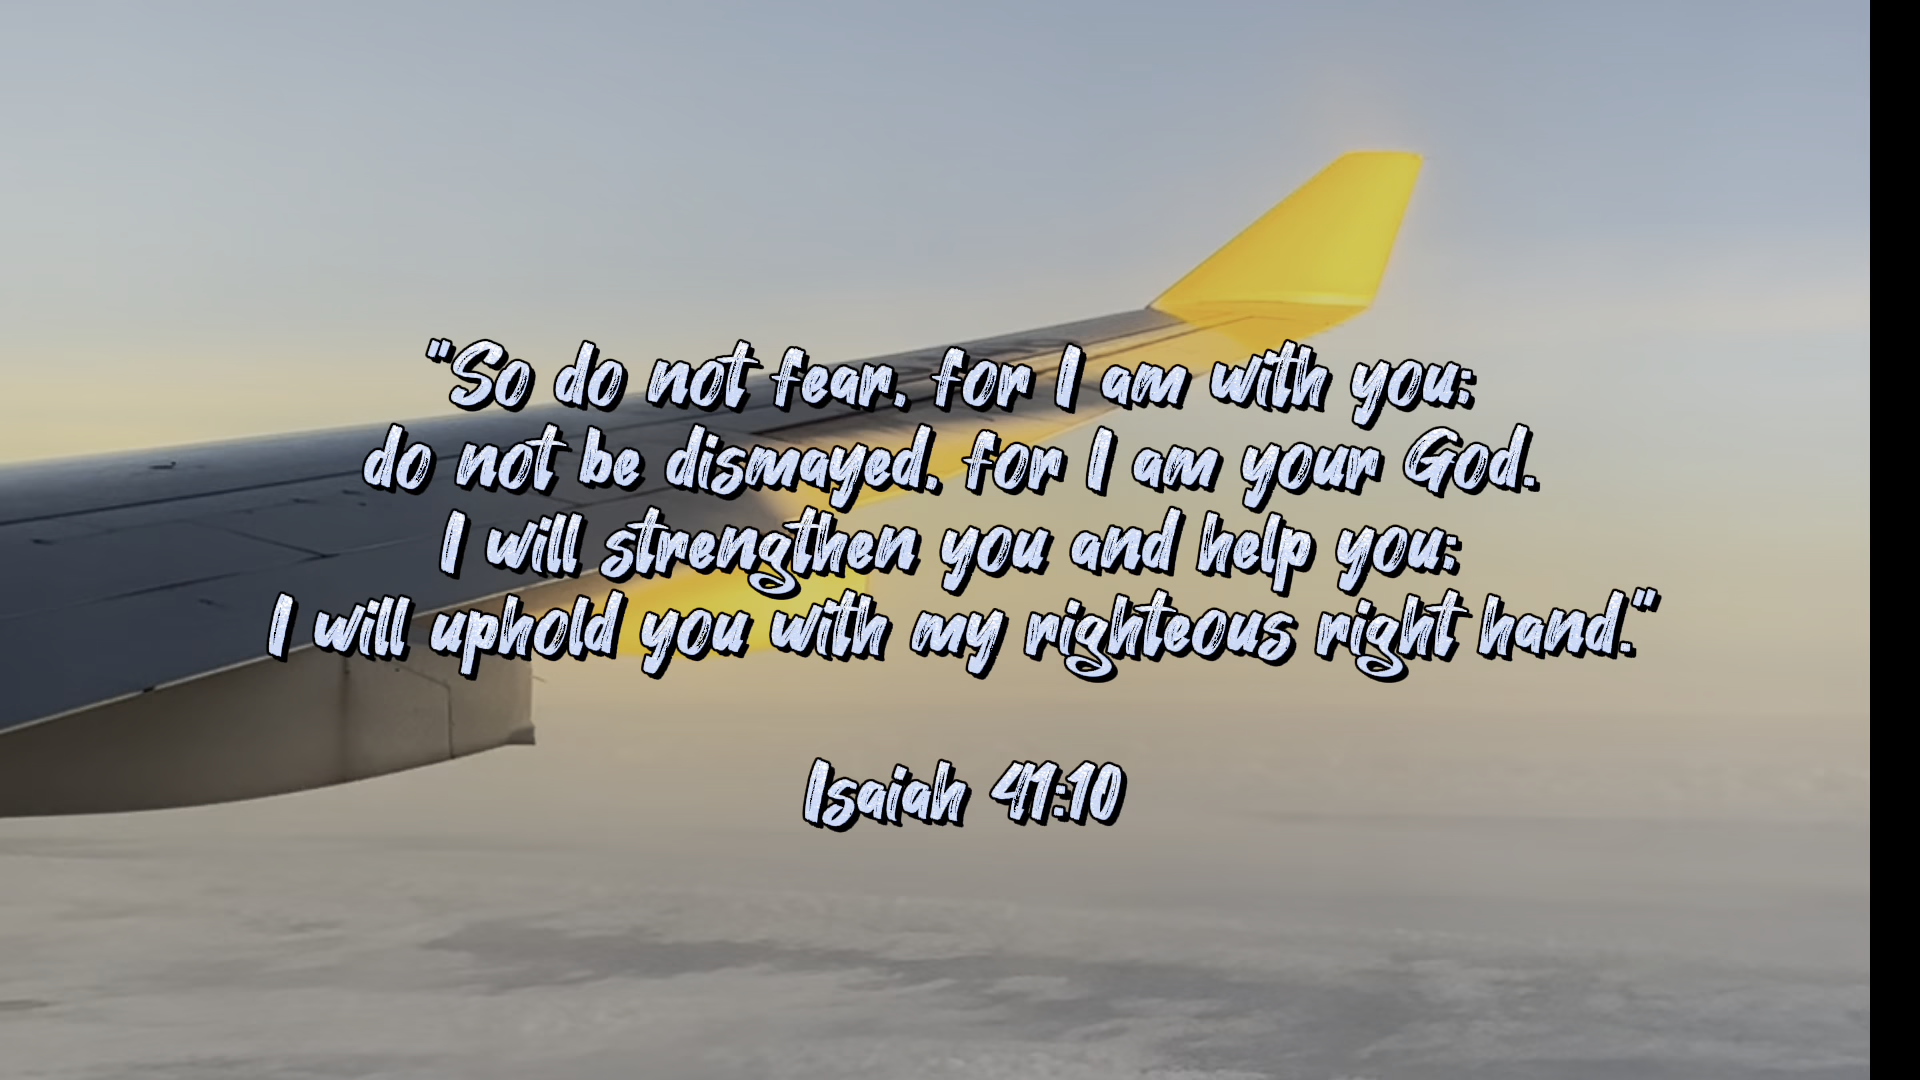 "So do not fear, for I am with you;
do not be dismayed, for I am your God.
I will strengthen you and help you;
I will uphold you with my righteous right hand."
Isaiah 41:10